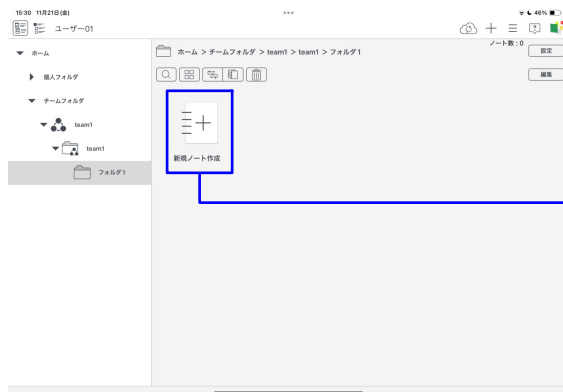 15:30 11月21日(金)
46%
ユーザー01
ノート数：0
ホーム
個人フォルダ
チームフォルダ
team1
team1
フォルダ1
ホーム > チームフォルダ > team1 > team1 > フォルダ1
設定
編集
新規ノート作成